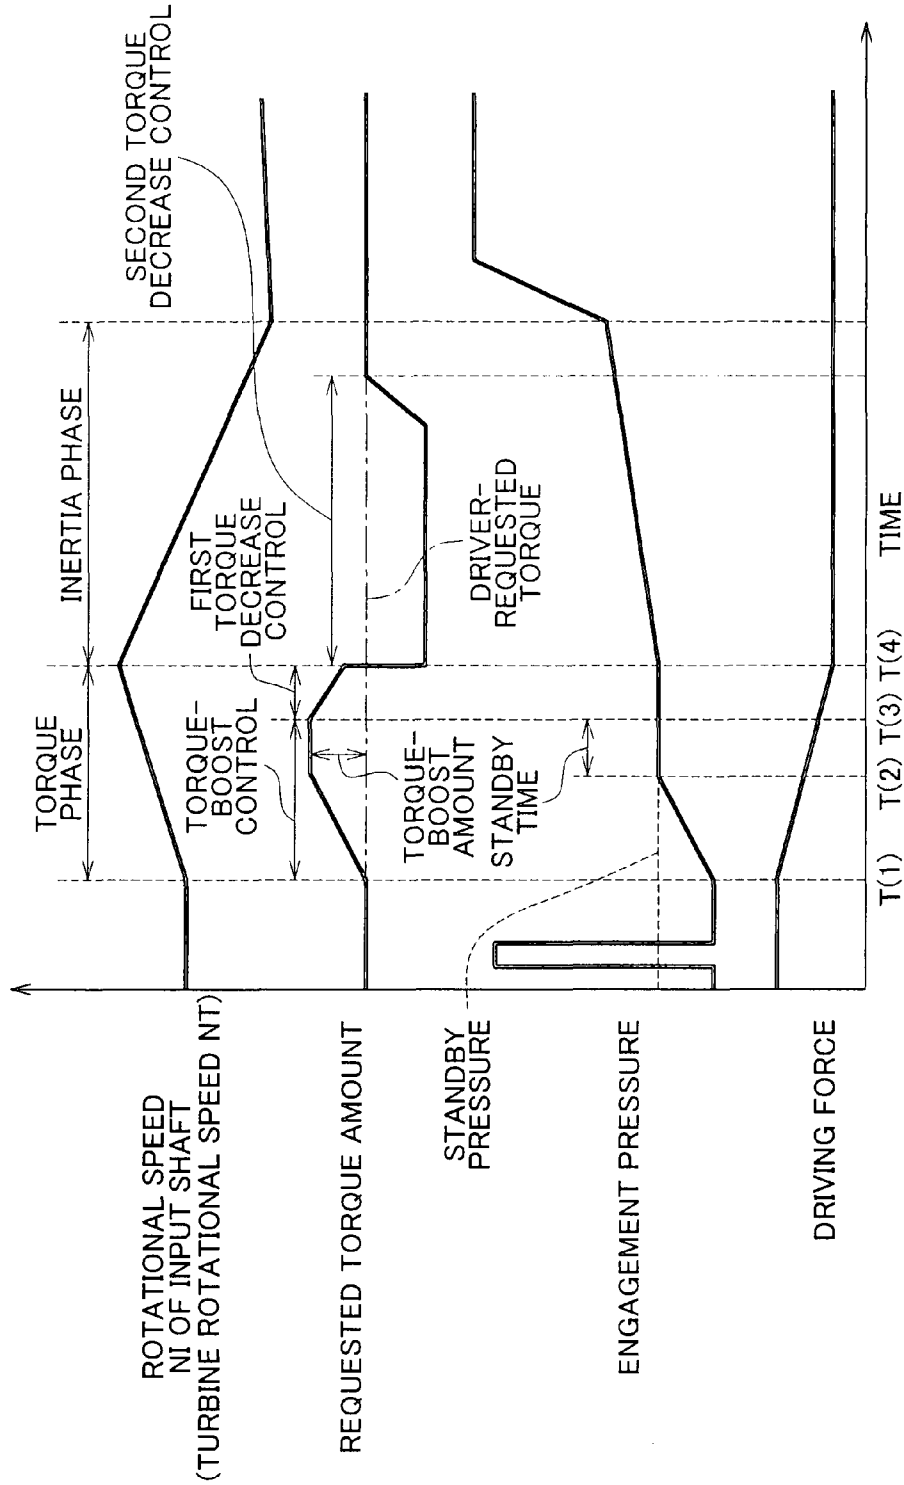 TORQUE
PHASE
INERTIA PHASE
SECOND TORQUE
DECREASE CONTROL
ROTATIONAL SPEED
NI OF INPUT SHAFT
(TURBINE ROTATIONAL SPEED NT)
TORQUE-
BOOST
CONTROL
FIRST
TORQUE
DECREASE
CONTROL
REQUESTED TORQUE AMOUNT
TORQUE-
BOOST
AMOUNT
DRIVER-
REQUESTED
TORQUE
STANDBY
PRESSURE
STANDBY
TIME
ENGAGEMENT PRESSURE
DRIVING FORCE
T(1)
T(2)
T(3)
T(4)
TIME